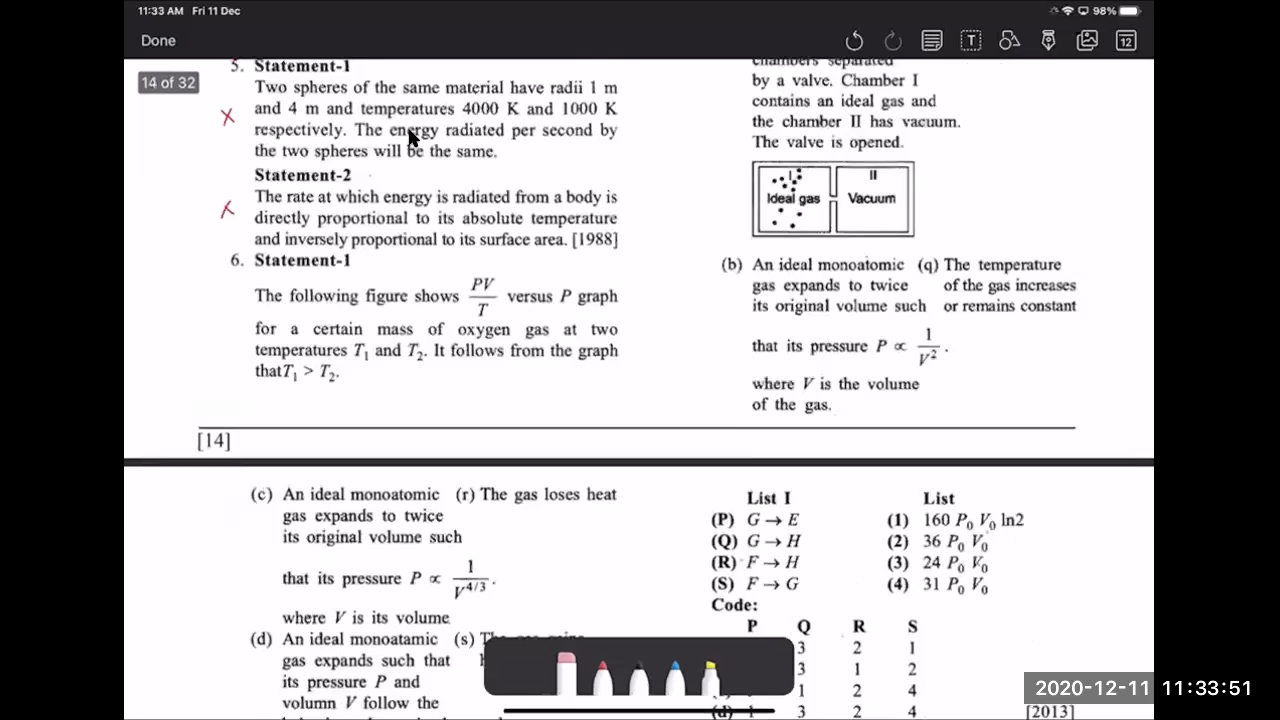 11:33 AM Fri 11 Dec
98%
Done
T
12
14 of 32
5. Statement-1
Two spheres of the same material have radii 1 m
and 4 m and temperatures 4000 K and 1000 K
respectively. The energy radiated per second by
the two spheres will be the same.
Statement-2
The rate at which energy is radiated from a body is
directly proportional to its absolute temperature
and inversely proportional to its surface area. [1988]
6. Statement-1
The following figure shows PV/T versus P graph
for a certain mass of oxygen gas at two
temperatures T₁ and T₂. It follows from the graph
that T₁ > T₂.
[14]
chambers separated
by a valve. Chamber I
contains an ideal gas and
the chamber II has vacuum.
The valve is opened.
I II
Ideal gas Vacuum
(b) An ideal monoatomic (q) The temperature
gas expands to twice of the gas increases
its original volume such or remains constant
that its pressure P ∝ 1/V².
where V is the volume
of the gas.
(c) An ideal monoatomic (r) The gas loses heat
gas expands to twice
its original volume such
that its pressure P ∝ 1/V^4/3.
where V is its volume
(d) An ideal monoatamic (s)
gas expands such that
its pressure P and
volumn V follow the
List I List
(P) G → E (1) 160 P₀ V₀ ln2
(Q) G → H (2) 36 P₀ V₀
(R) F → H (3) 24 P₀ V₀
(S) F → G (4) 31 P₀ V₀
Code:
P Q R S
3 2 1
3 1 2
1 2 4
(d) 1 3 2 4
[2013]
2020-12-11 11:33:51